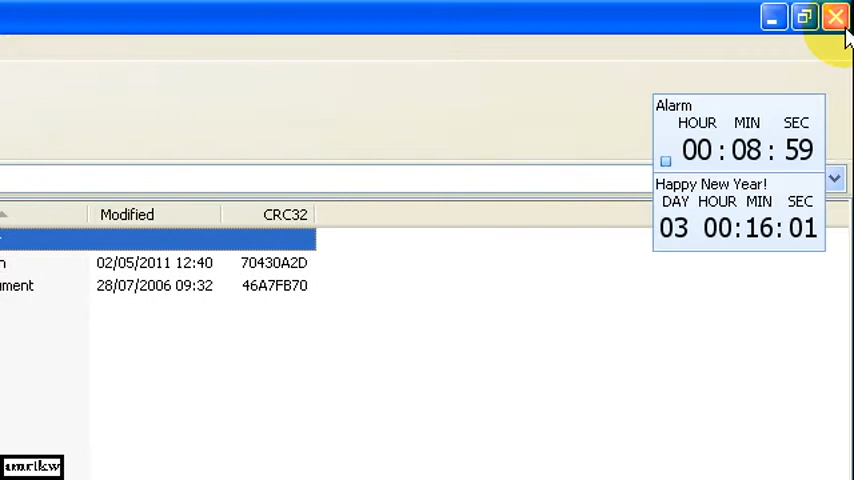 Alarm
HOUR MIN SEC
00:08:59
Happy New Year!
DAY HOUR MIN SEC
03 00:16:01
Modified CRC32
n 02/05/2011 12:40 70430A2D
ument 28/07/2006 09:32 46A7FB70
amrikw